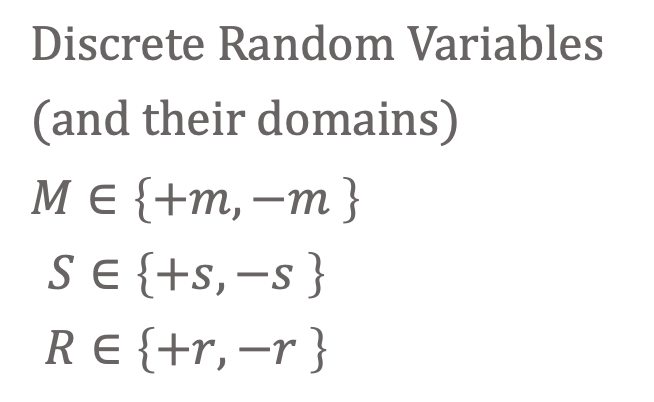 Discrete Random Variables
(and their domains)
M ∈ {+m, −m }
S ∈ {+s, −s }
R ∈ {+r, −r }